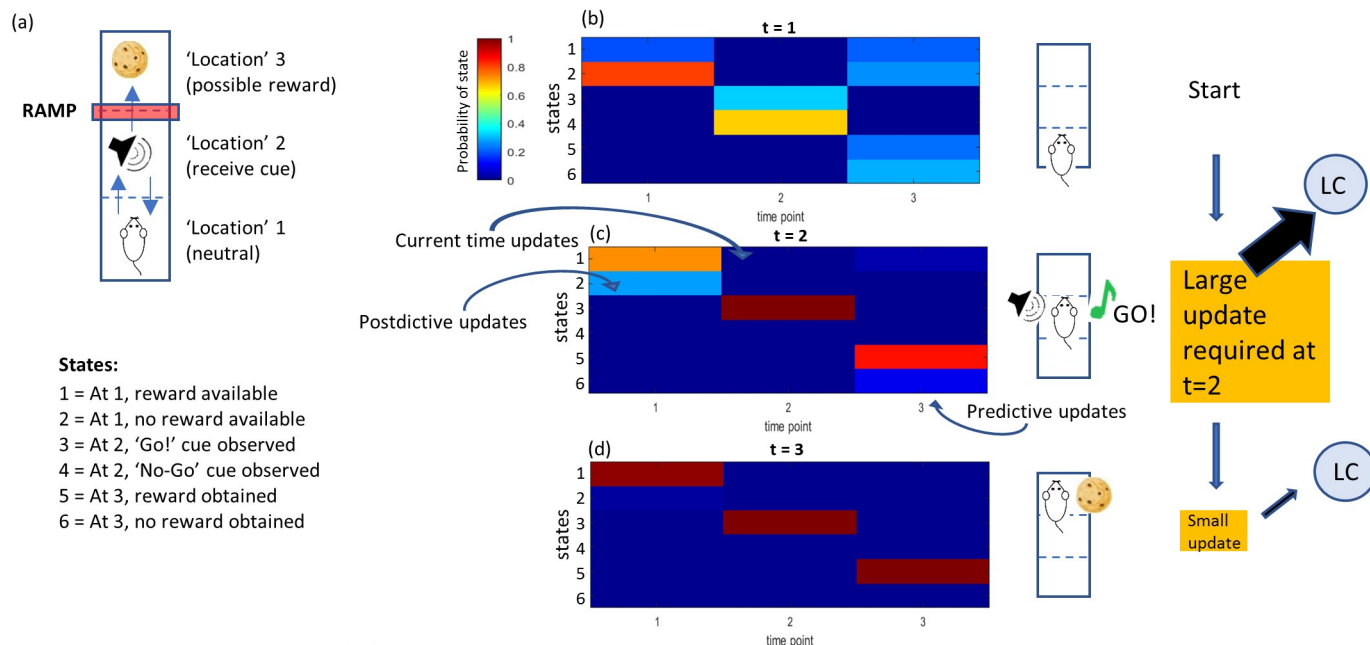 (a)
'Location' 3
(possible reward)
RAMP
'Location' 2
(receive cue)
'Location' 1
(neutral)
States:
1 = At 1, reward available
2 = At 1, no reward available
3 = At 2, 'Go!' cue observed
4 = At 2, 'No-Go' cue observed
5 = At 3, reward obtained
6 = At 3, no reward obtained
(b)
t = 1
Probability of state
1
0.8
0.6
0.4
0.2
0
states
1
2
3
4
5
6
1 2 3
time point
Current time updates
Postdictive updates
(c)
t = 2
states
1
2
3
4
5
6
1 2 3
time point
Predictive updates
(d)
t = 3
states
1
2
3
4
5
6
1 2 3
time point
GO!
Start
LC
Large
update
required at
t=2
LC
Small
update